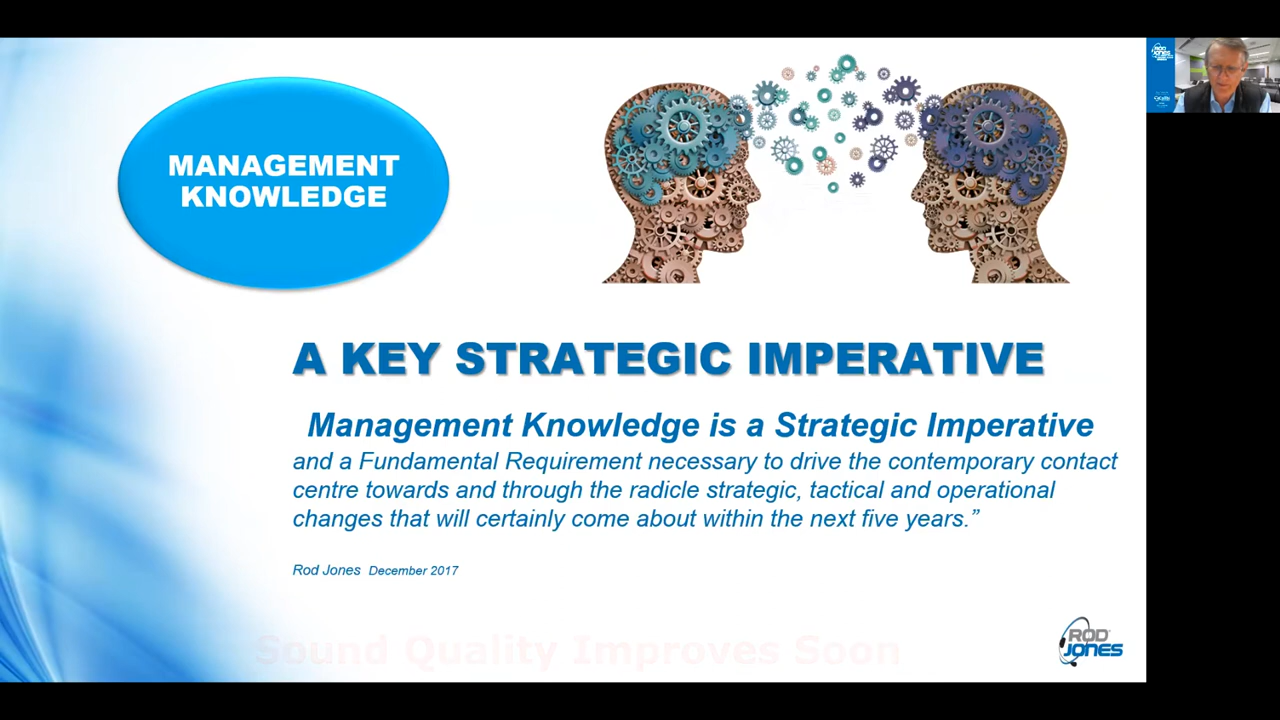 MANAGEMENT
KNOWLEDGE
A KEY STRATEGIC IMPERATIVE
Management Knowledge is a Strategic Imperative
and a Fundamental Requirement necessary to drive the contemporary contact
centre towards and through the radicle strategic, tactical and operational
changes that will certainly come about within the next five years.”
Rod Jones December 2017
Sound Quality Improves Soon
ROD
JONES
ROD
JONES